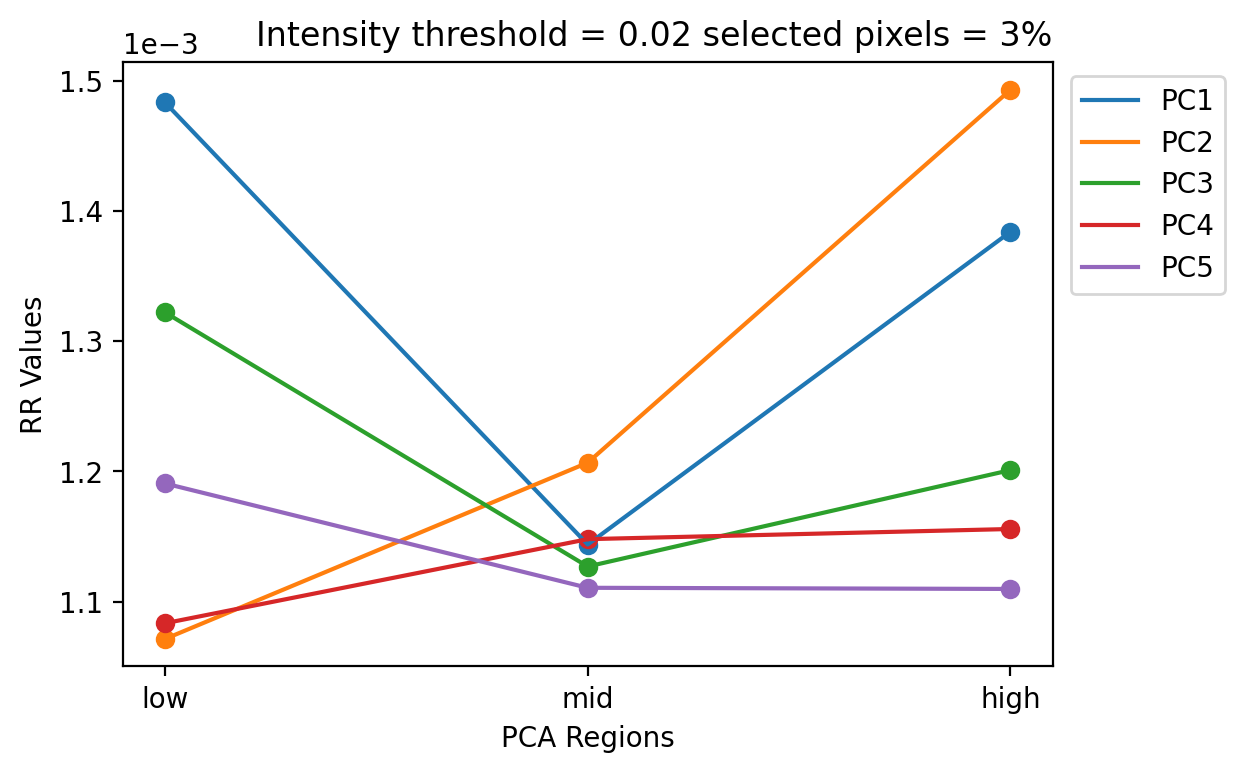 Intensity threshold = 0.02 selected pixels = 3%
1e−3
1.5
1.4
1.3
1.2
1.1
RR Values
low
mid
high
PCA Regions
PC1
PC2
PC3
PC4
PC5